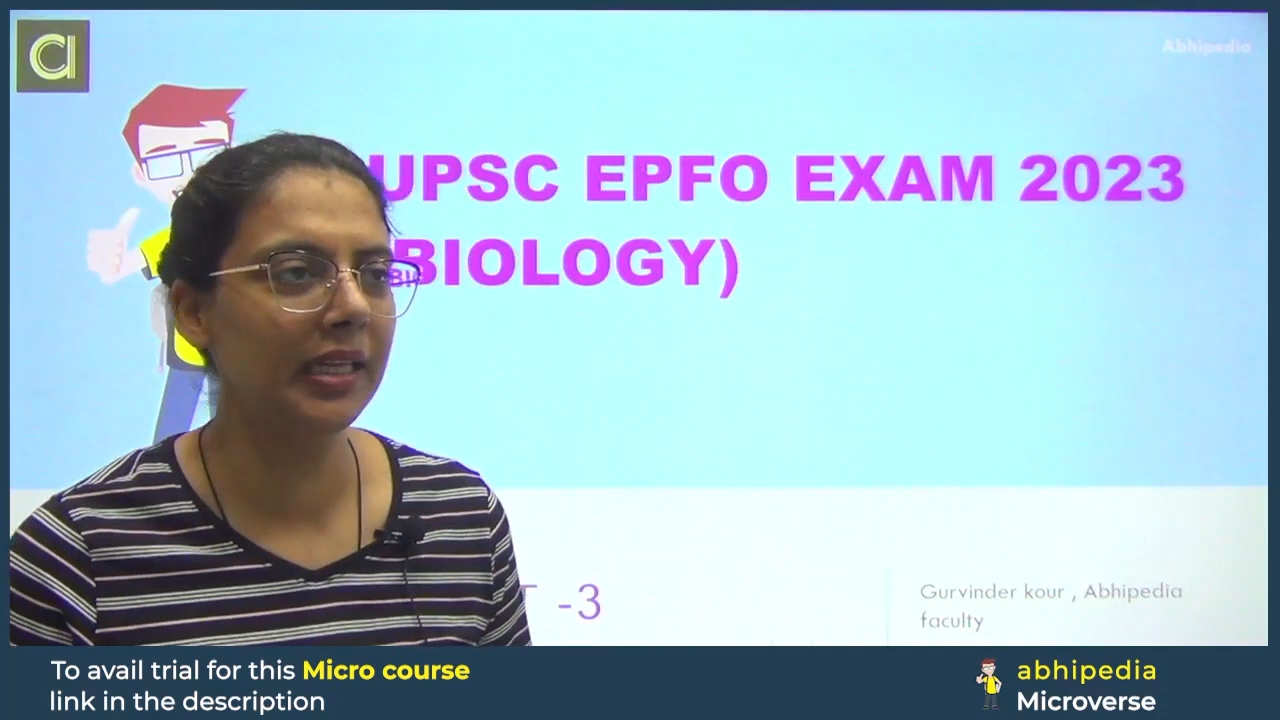 Abhipedia
UPSC EPFO EXAM 2023
BIOLOGY)
-3
Gurvinder kour , Abhipedia
faculty
To avail trial for this Micro course
link in the description
abhipedia
Microverse